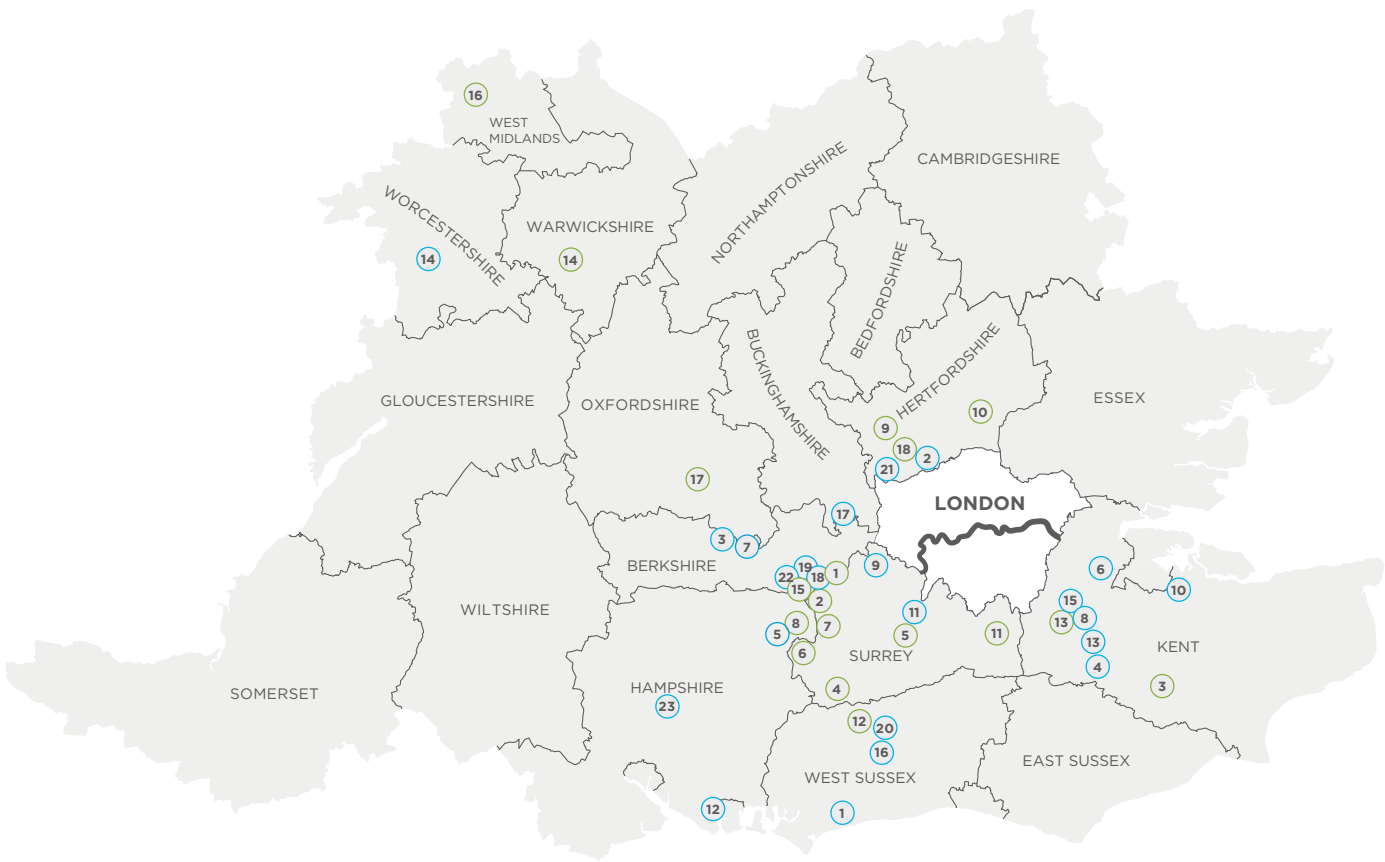 16
WEST
MIDLANDS
CAMBRIDGESHIRE
NORTHAMPTONSHIRE
WORCESTERSHIRE
WARWICKSHIRE
14
14
BEDFORDSHIRE
BUCKINGHAMSHIRE
HERTFORDSHIRE
GLOUCESTERSHIRE
OXFORDSHIRE
ESSEX
10
9
18
2
21
17
LONDON
17
3
7
BERKSHIRE
19
22
18
1
9
6
15
2
10
WILTSHIRE
15
11
8
13
8
7
5
5
11
13
KENT
6
SURREY
4
SOMERSET
HAMPSHIRE
4
3
23
12
20
16
WEST SUSSEX
EAST SUSSEX
12
1